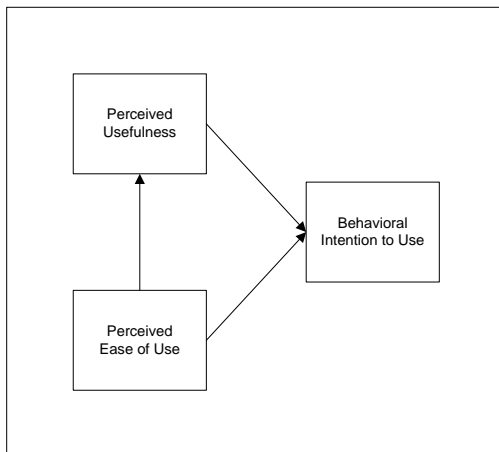 Perceived
Usefulness
Behavioral
Intention to Use
Perceived
Ease of Use